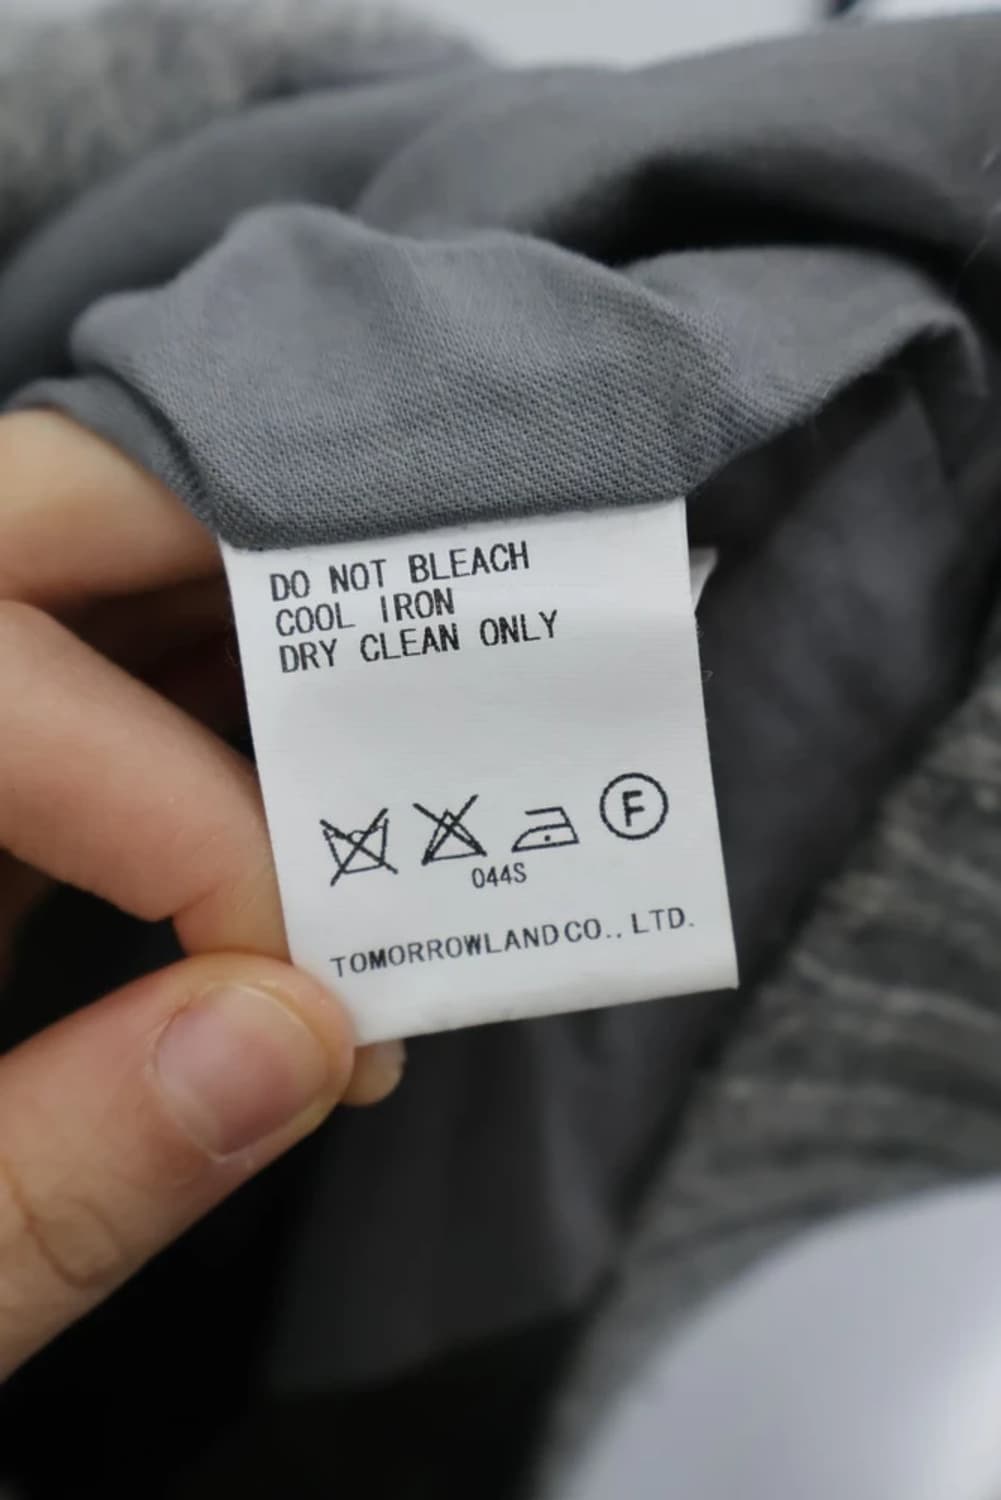 DO NOT BLEACH
COOL IRON
DRY CLEAN ONLY
F
044S
TOMORROWLAND CO., LTD.